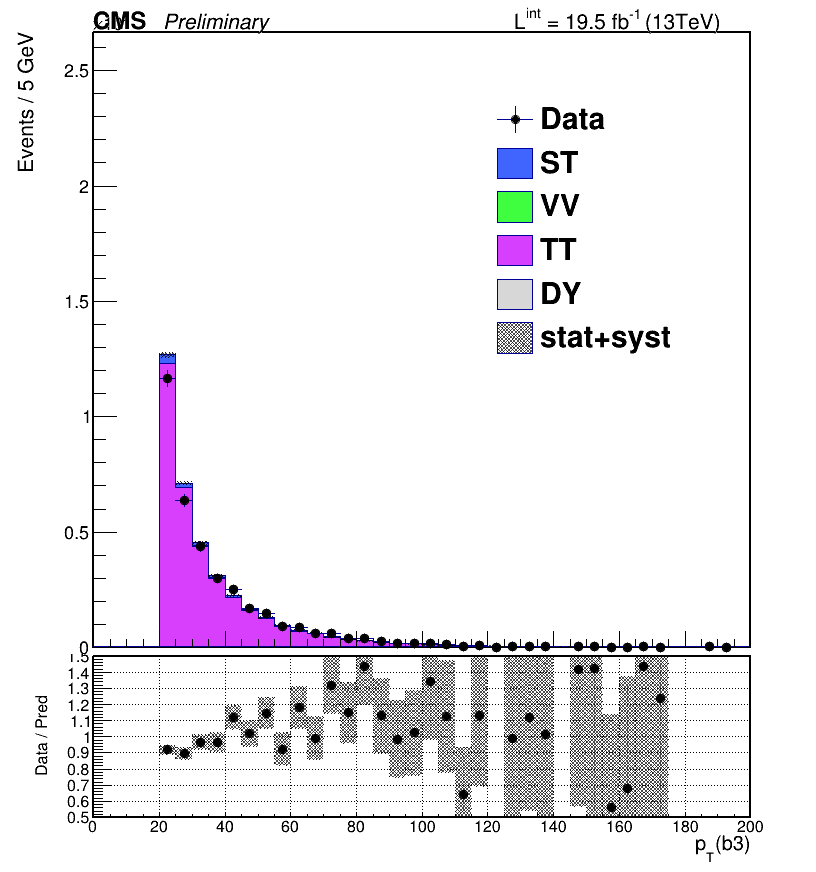 CMS Preliminary L^int = 19.5 fb^-1 (13TeV)
Events / 5 GeV
2.5
2
1.5
1
0.5
0
Data
ST
VV
TT
DY
stat+syst
Data / Pred
1.5
1.4
1.3
1.2
1.1
1
0.9
0.8
0.7
0.6
0.5
0 20 40 60 80 100 120 140 160 180 200
p_T(b3)